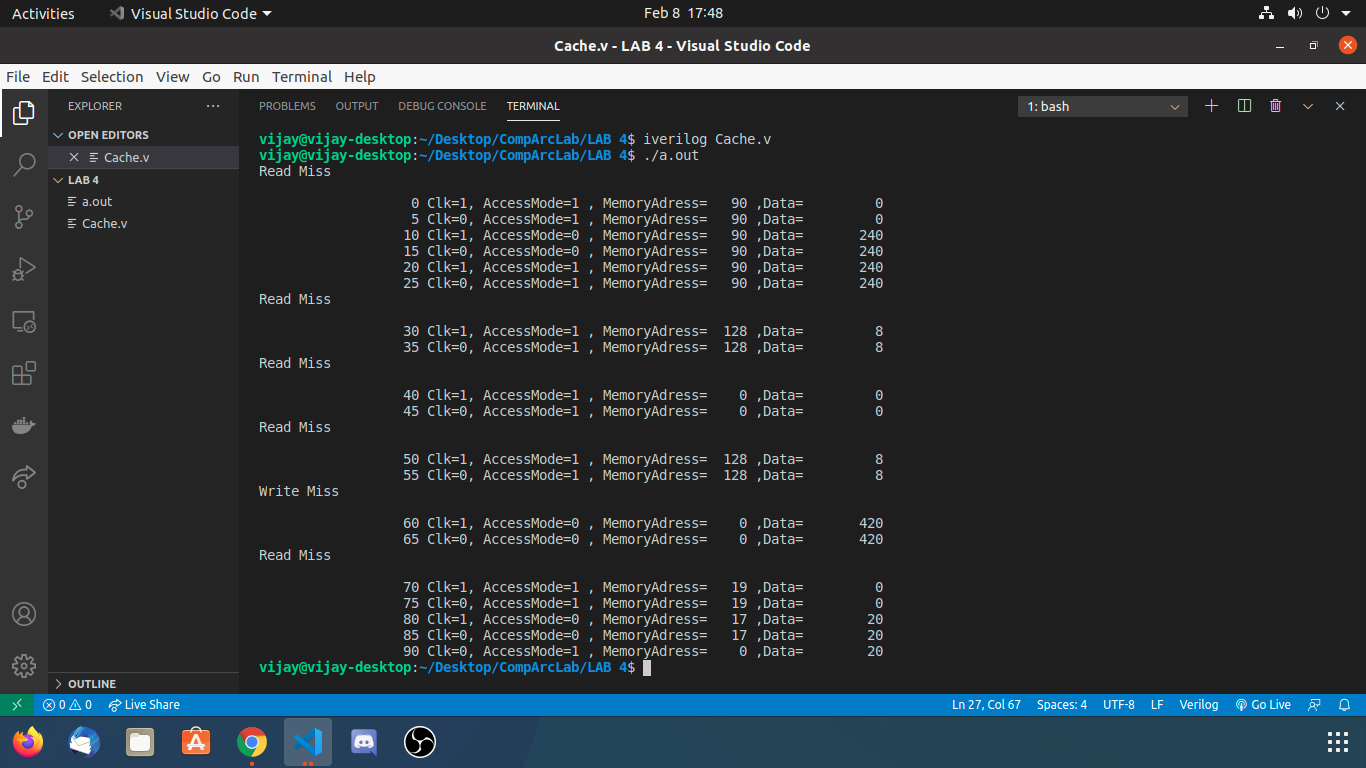 Activities Visual Studio Code Feb 8 17:48
Cache.v - LAB 4 - Visual Studio Code
File Edit Selection View Go Run Terminal Help
EXPLORER ···
OPEN EDITORS
Cache.v
LAB 4
a.out
Cache.v
OUTLINE
PROBLEMS OUTPUT DEBUG CONSOLE TERMINAL 1: bash
vijay@vijay-desktop:~/Desktop/CompArcLab/LAB 4$ iverilog Cache.v
vijay@vijay-desktop:~/Desktop/CompArcLab/LAB 4$ ./a.out
Read Miss
0 Clk=1, AccessMode=1 , MemoryAdress= 90 ,Data= 0
5 Clk=0, AccessMode=1 , MemoryAdress= 90 ,Data= 0
10 Clk=1, AccessMode=0 , MemoryAdress= 90 ,Data= 240
15 Clk=0, AccessMode=0 , MemoryAdress= 90 ,Data= 240
20 Clk=1, AccessMode=1 , MemoryAdress= 90 ,Data= 240
25 Clk=0, AccessMode=1 , MemoryAdress= 90 ,Data= 240
Read Miss
30 Clk=1, AccessMode=1 , MemoryAdress= 128 ,Data= 8
35 Clk=0, AccessMode=1 , MemoryAdress= 128 ,Data= 8
Read Miss
40 Clk=1, AccessMode=1 , MemoryAdress= 0 ,Data= 0
45 Clk=0, AccessMode=1 , MemoryAdress= 0 ,Data= 0
Read Miss
50 Clk=1, AccessMode=1 , MemoryAdress= 128 ,Data= 8
55 Clk=0, AccessMode=1 , MemoryAdress= 128 ,Data= 8
Write Miss
60 Clk=1, AccessMode=0 , MemoryAdress= 0 ,Data= 420
65 Clk=0, AccessMode=0 , MemoryAdress= 0 ,Data= 420
Read Miss
70 Clk=1, AccessMode=1 , MemoryAdress= 19 ,Data= 0
75 Clk=0, AccessMode=1 , MemoryAdress= 19 ,Data= 0
80 Clk=1, AccessMode=0 , MemoryAdress= 17 ,Data= 20
85 Clk=0, AccessMode=0 , MemoryAdress= 17 ,Data= 20
90 Clk=0, AccessMode=1 , MemoryAdress= 0 ,Data= 20
vijay@vijay-desktop:~/Desktop/CompArcLab/LAB 4$
0 0 Live Share Ln 27, Col 67 Spaces: 4 UTF-8 LF Verilog Go Live